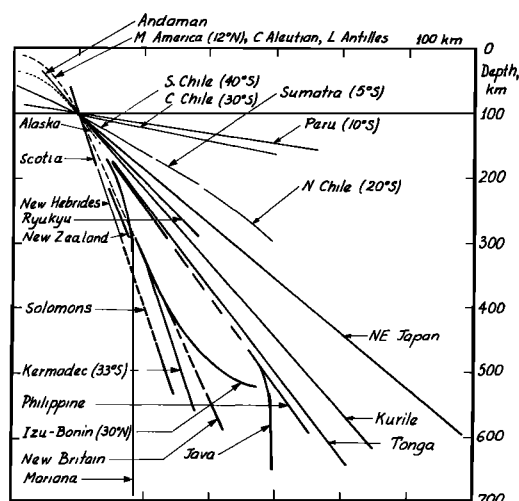 Andaman
M. America (12°N), C Aleutian, L Antilles
100 km
0
Depth,
km
S. Chile (40°S)
C Chile (30°S)
Sumatra (5°S)
100
Alaska
Peru (10°S)
Scotia
N Chile (20°S)
200
New Hebrides
Ryukyu
New Zealand
300
Solomons
400
NE Japan
Kermadec (33°S)
500
Philippine
Izu-Bonin (30°N)
Kurile
Tonga
600
New Britain
Java
Mariana
700